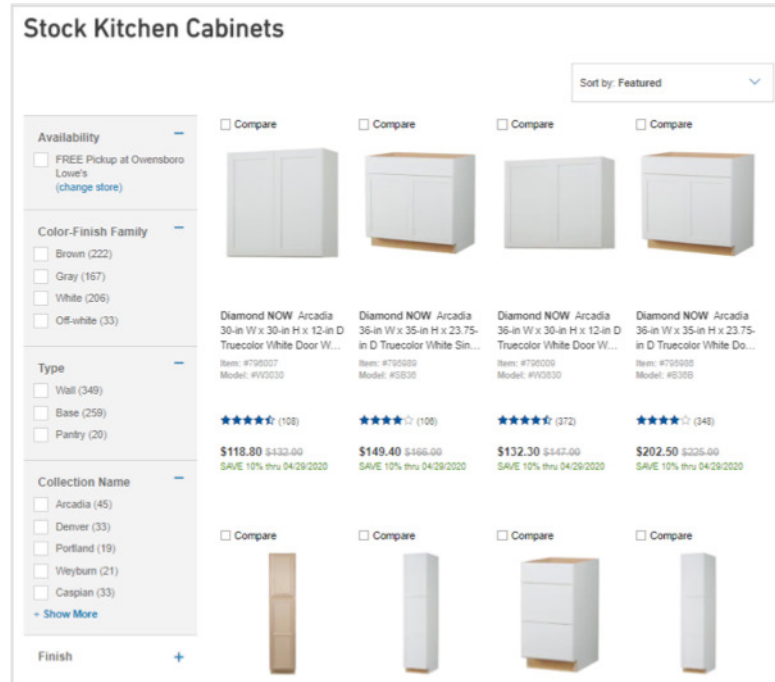 Stock Kitchen Cabinets
Sort by: Featured
Availability
FREE Pickup at Owensboro
Lowe's
(change store)
Color-Finish Family
Brown (222)
Gray (167)
White (206)
Off-white (33)
Type
Wall (349)
Base (259)
Pantry (20)
Collection Name
Arcadia (45)
Denver (33)
Portland (19)
Weyburn (21)
Caspian (33)
+ Show More
Finish
Compare
Diamond NOW Arcadia
30-in W x 30-in H x 12-in D
Truecolor White Door W...
Item: #796007
Model: #W3030
(108)
$118.80 $132.00
SAVE 10% thru 04/29/2020
Compare
Diamond NOW Arcadia
36-in W x 35-in H x 23.75-
in D Truecolor White Sin...
Item: #795989
Model: #SB36
(106)
$149.40 $166.00
SAVE 10% thru 04/29/2020
Compare
Diamond NOW Arcadia
36-in W x 30-in H x 12-in D
Truecolor White Door W...
Item: #796009
Model: #W3630
(372)
$132.30 $147.00
SAVE 10% thru 04/29/2020
Compare
Diamond NOW Arcadia
36-in W x 35-in H x 23.75-
in D Truecolor White Do...
Item: #795986
Model: #B36B
(348)
$202.50 $225.00
SAVE 10% thru 04/29/2020
Compare
Compare
Compare
Compare